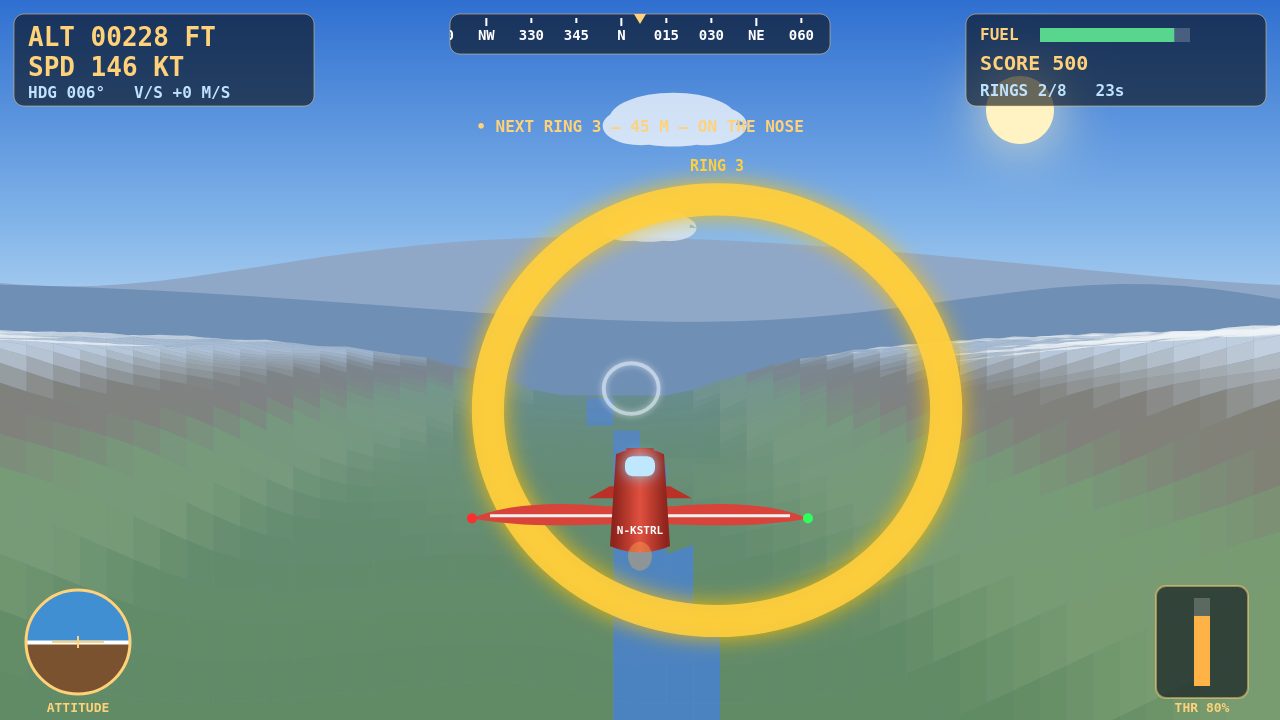 ALT 00228 FT
SPD 146 KT
HDG 006° V/S +0 M/S
NW 330 345 N 015 030 NE 060
FUEL
SCORE 500
RINGS 2/8 23s
• NEXT RING 3 — 45 M — ON THE NOSE
RING 3
N-KSTRL
ATTITUDE
THR 80%